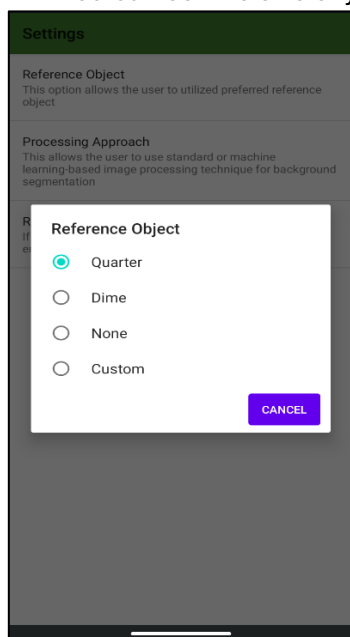 Settings
Reference Object
This option allows the user to utilized preferred reference
object
Processing Approach
This allows the user to use standard or machine
learning-based image processing technique for background
segmentation
Reference Object
Quarter
Dime
None
Custom
CANCEL